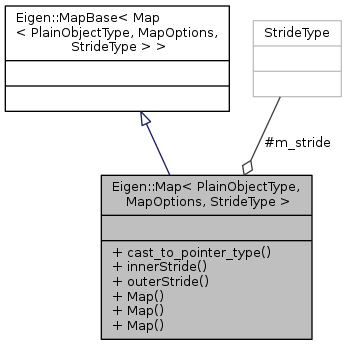 Eigen::MapBase< Map
< PlainObjectType, MapOptions,
StrideType > >
StrideType
#m_stride
Eigen::Map< PlainObjectType,
MapOptions, StrideType >
+ cast_to_pointer_type()
+ innerStride()
+ outerStride()
+ Map()
+ Map()
+ Map()